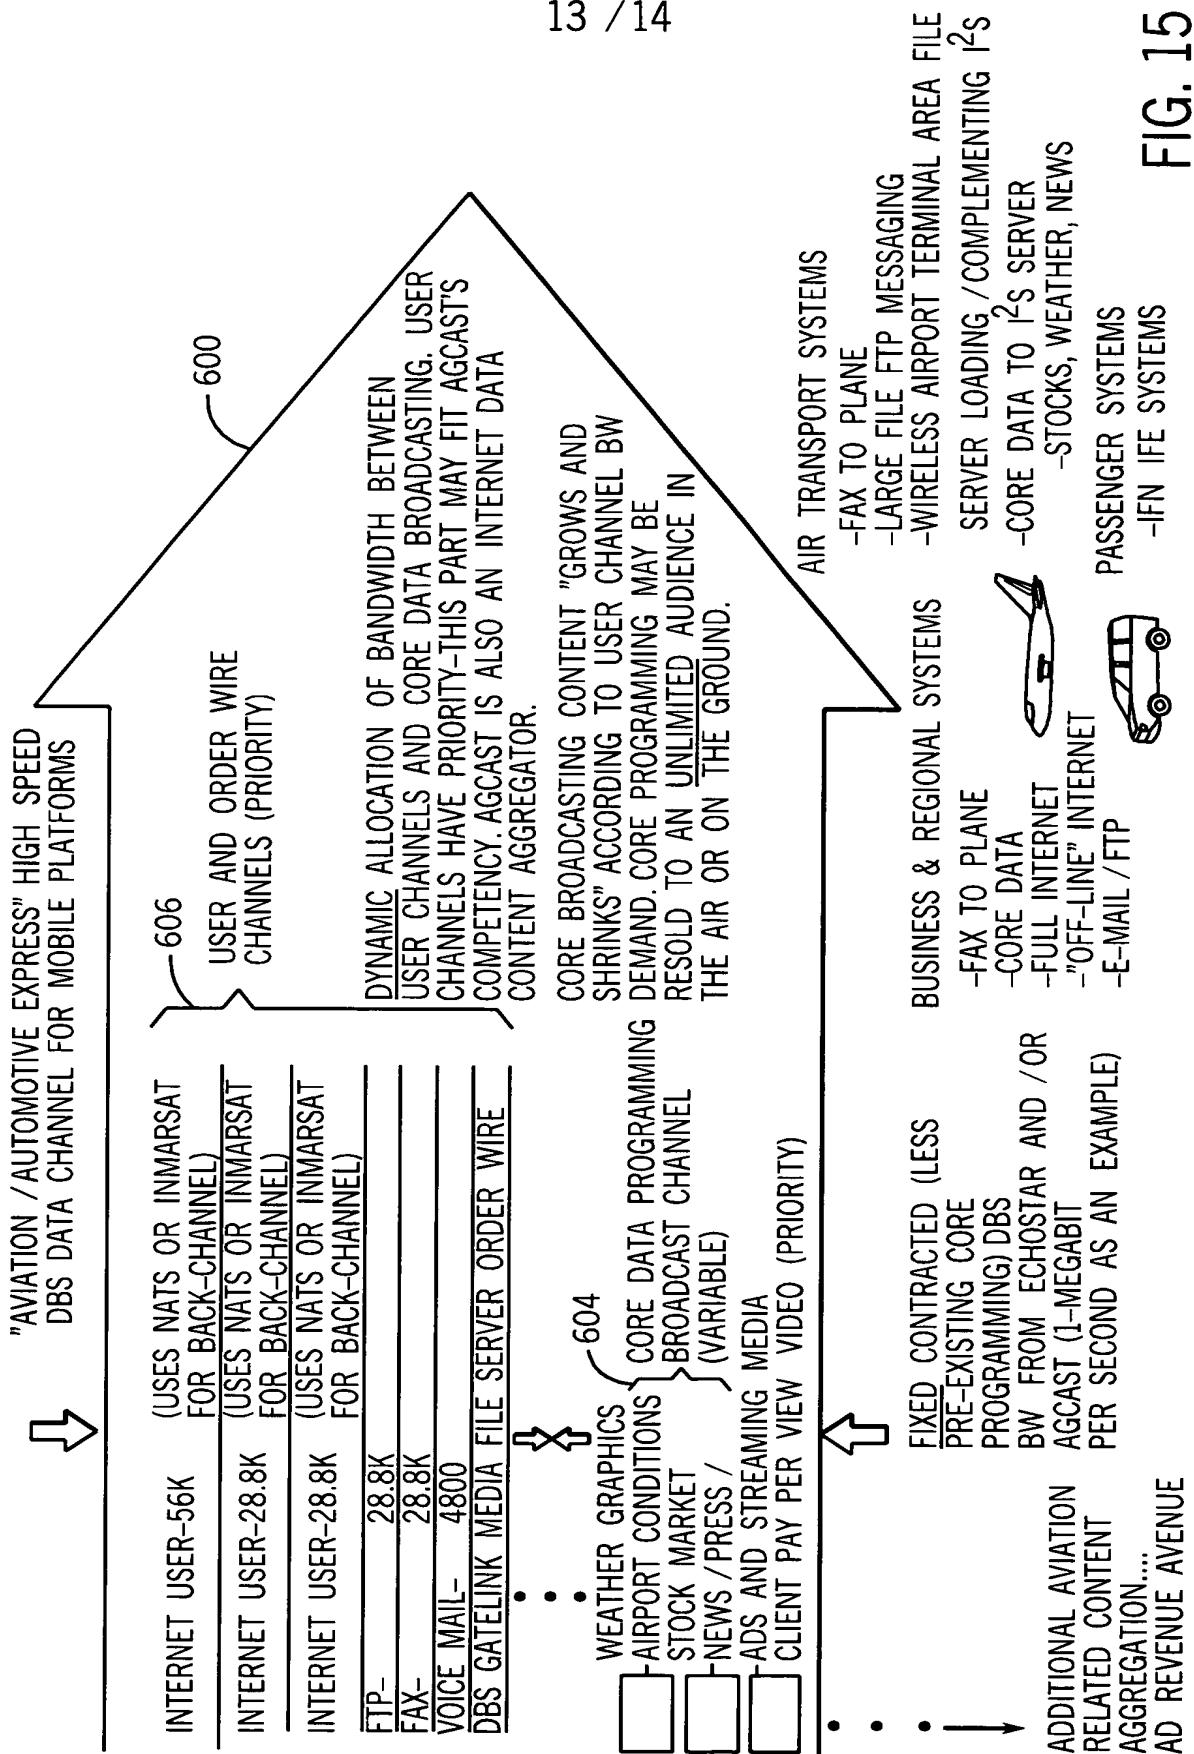 13 / 14
"AVIATION / AUTOMOTIVE EXPRESS" HIGH SPEED
DBS DATA CHANNEL FOR MOBILE PLATFORMS
600
606
USER AND ORDER WIRE
CHANNELS (PRIORITY)
INTERNET USER-56K (USES NATS OR INMARSAT
FOR BACK-CHANNEL)
INTERNET USER-28.8K (USES NATS OR INMARSAT
FOR BACK-CHANNEL)
INTERNET USER-28.8K (USES NATS OR INMARSAT
FOR BACK-CHANNEL)
FTP- 28.8K
FAX- 28.8K
VOICE MAIL- 4800
DBS GATELINK MEDIA FILE SERVER ORDER WIRE
DYNAMIC ALLOCATION OF BANDWIDTH BETWEEN
USER CHANNELS AND CORE DATA BROADCASTING. USER
CHANNELS HAVE PRIORITY-THIS PART MAY FIT AGCAST'S
COMPETENCY. AGCAST IS ALSO AN INTERNET DATA
CONTENT AGGREGATOR.
CORE BROADCASTING CONTENT "GROWS AND
SHRINKS" ACCORDING TO USER CHANNEL BW
DEMAND. CORE PROGRAMMING MAY BE
RESOLD TO AN UNLIMITED AUDIENCE IN
THE AIR OR ON THE GROUND.
604
WEATHER GRAPHICS
AIRPORT CONDITIONS
STOCK MARKET
NEWS / PRESS /
ADS AND STREAMING MEDIA
CLIENT PAY PER VIEW VIDEO (PRIORITY)
CORE DATA PROGRAMMING
BROADCAST CHANNEL
(VARIABLE)
ADDITIONAL AVIATION
RELATED CONTENT
AGGREGATION....
AD REVENUE AVENUE
FIXED CONTRACTED (LESS
PRE-EXISTING CORE
PROGRAMMING) DBS
BW FROM ECHOSTAR AND / OR
AGCAST (1-MEGABIT
PER SECOND AS AN EXAMPLE)
BUSINESS & REGIONAL SYSTEMS
-FAX TO PLANE
-CORE DATA
-FULL INTERNET
-"OFF-LINE" INTERNET
-E-MAIL / FTP
AIR TRANSPORT SYSTEMS
-FAX TO PLANE
-LARGE FILE FTP MESSAGING
-WIRELESS AIRPORT TERMINAL AREA FILE
SERVER LOADING / COMPLEMENTING I²S
-CORE DATA TO I²S SERVER
-STOCKS, WEATHER, NEWS
PASSENGER SYSTEMS
-IFN IFE SYSTEMS
FIG. 15